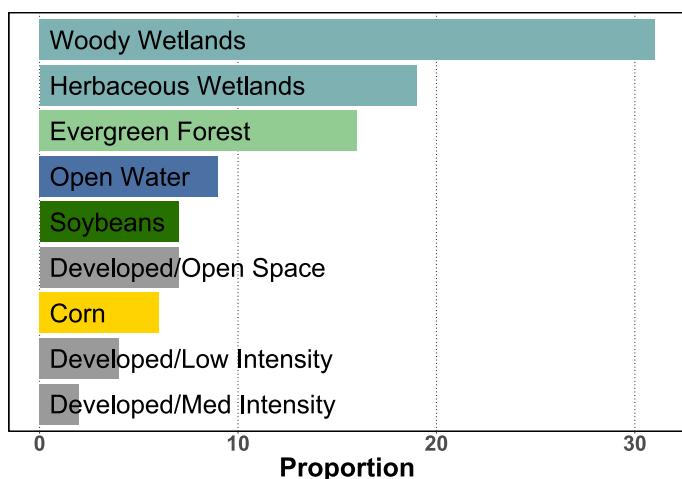 Woody Wetlands
Herbaceous Wetlands
Evergreen Forest
Open Water
Soybeans
Developed/Open Space
Corn
Developed/Low Intensity
Developed/Med Intensity
0 10 20 30
Proportion